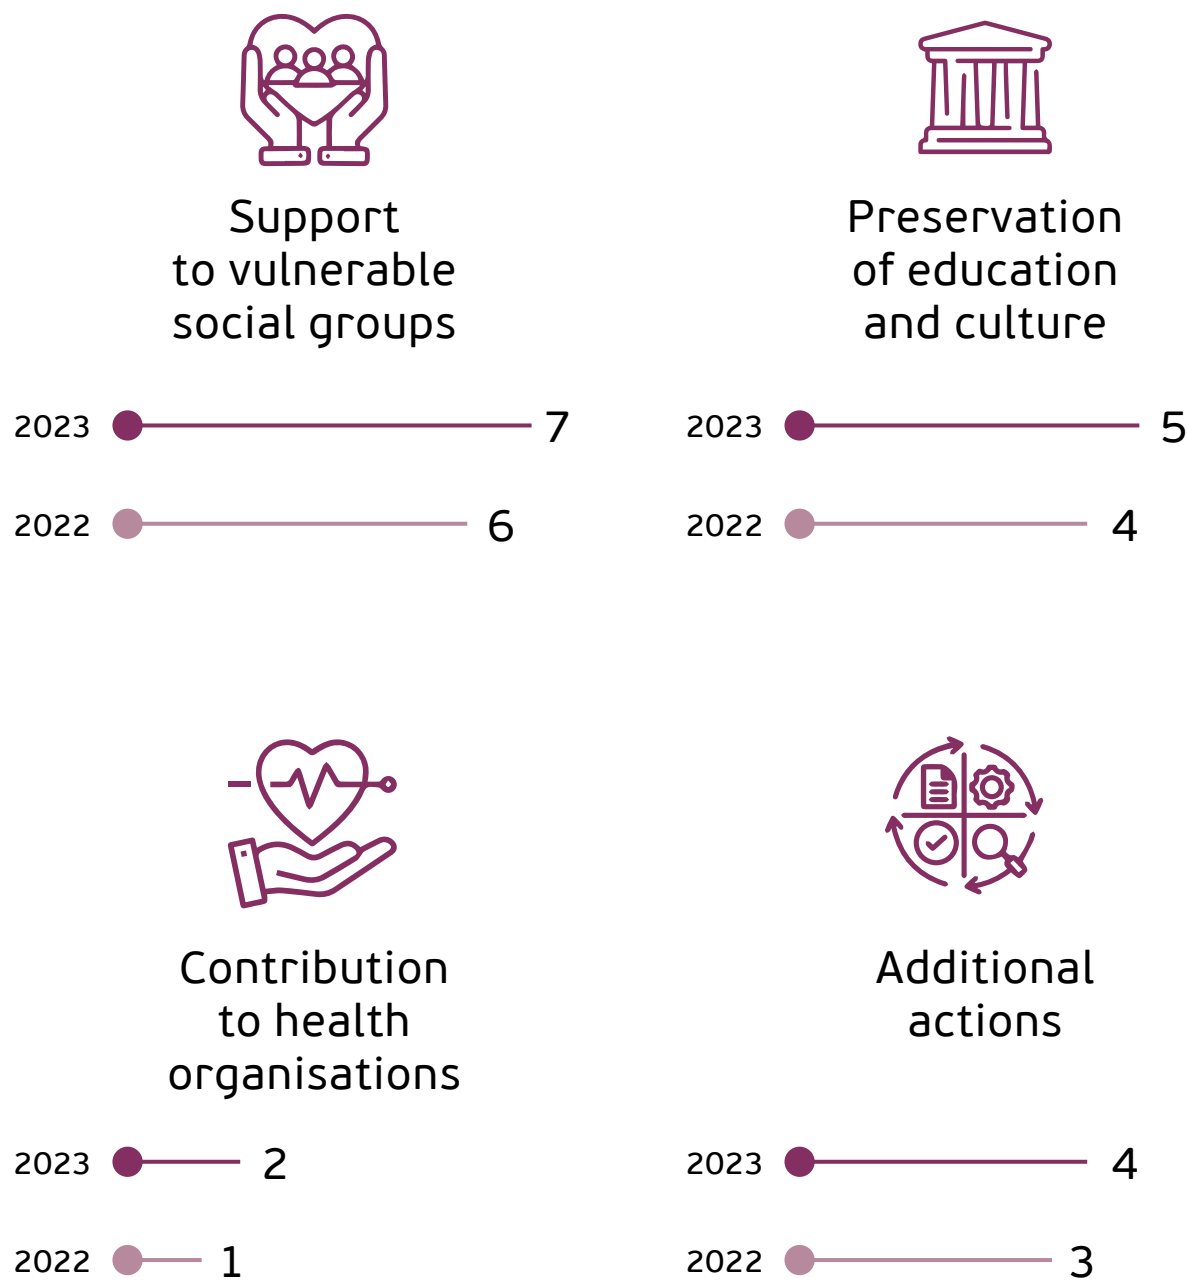 Support
to vulnerable
social groups
2023 7
2022 6
Preservation
of education
and culture
2023 5
2022 4
Contribution
to health
organisations
2023 2
2022 1
Additional
actions
2023 4
2022 3